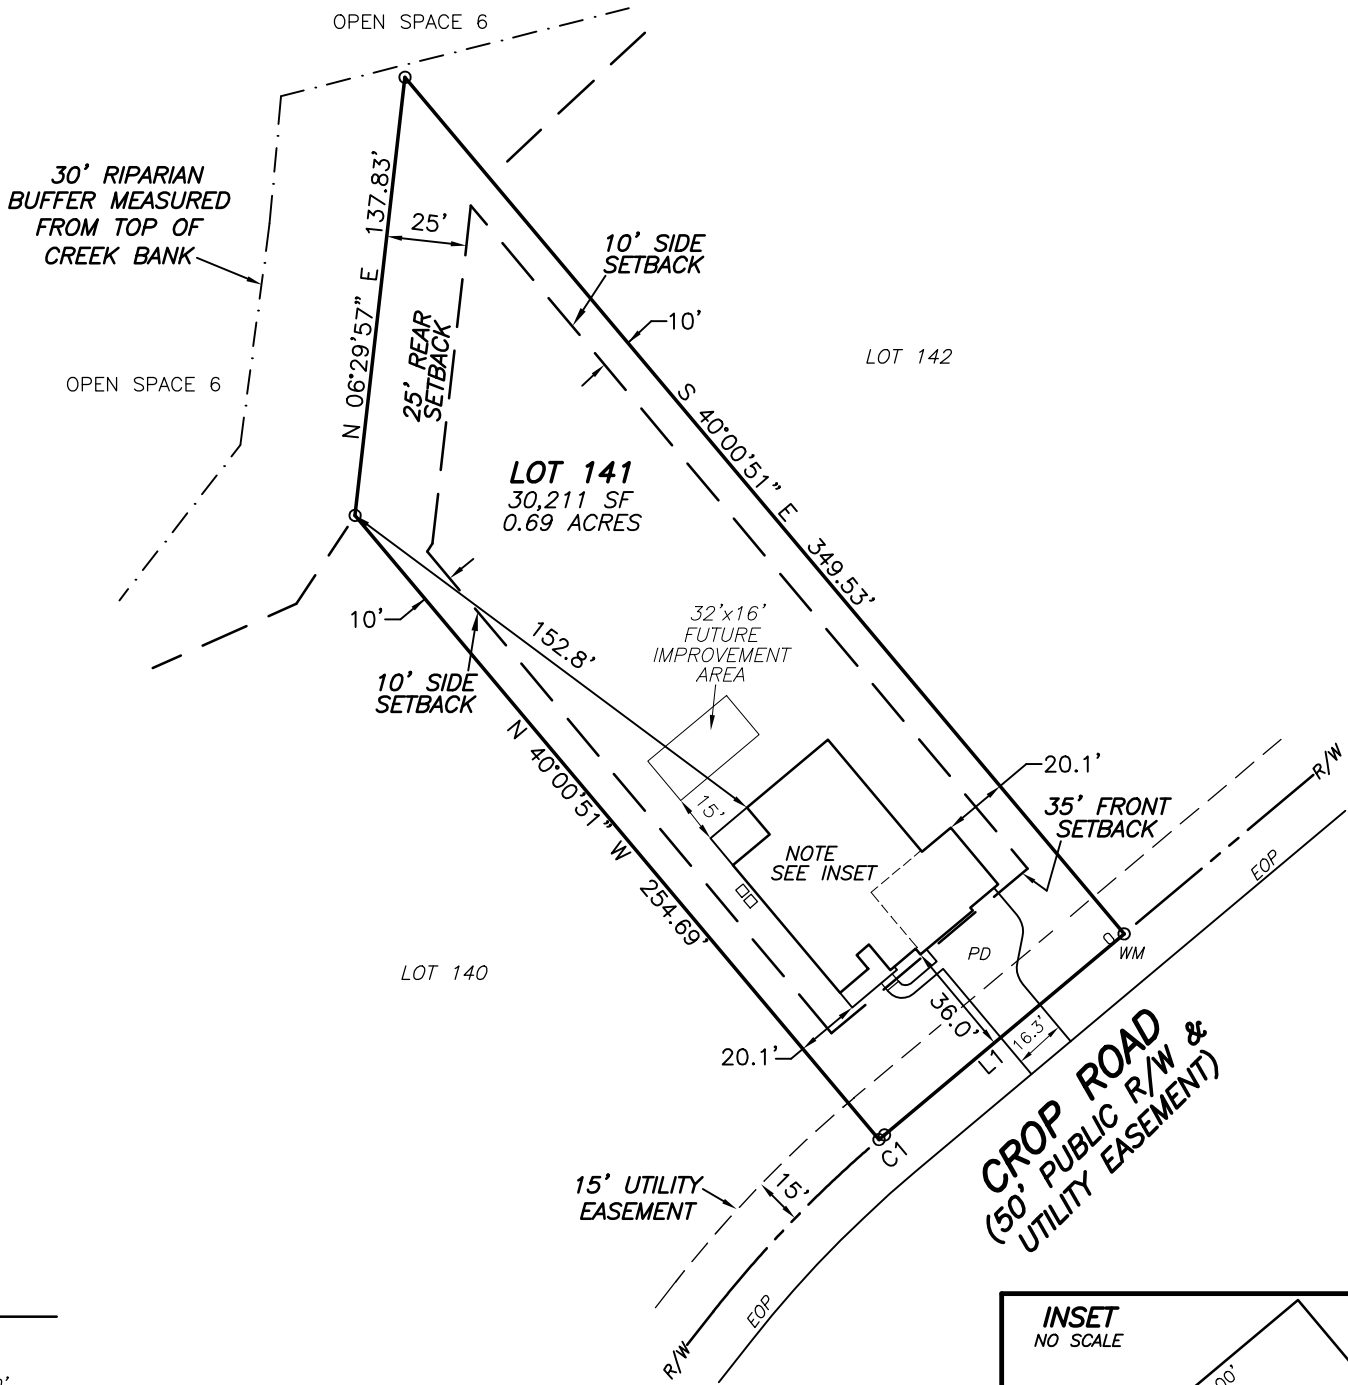 OPEN SPACE 6
30' RIPARIAN
BUFFER MEASURED
FROM TOP OF
CREEK BANK
N 06°29'57" E 137.83'
25'
10' SIDE
SETBACK
10'
25' REAR
SETBACK
LOT 142
OPEN SPACE 6
S 40°00'51" E 349.53'
LOT 141
30,211 SF
0.69 ACRES
10'
152.8'
32'x16'
FUTURE
IMPROVEMENT
AREA
10' SIDE
SETBACK
N 40°00'51" W 254.69'
15'
20.1'
R/W
35' FRONT
SETBACK
NOTE
SEE INSET
EOP
LOT 140
PD
WM
36.0'
16.3'
L1
20.1'
C1
CROP ROAD
(50' PUBLIC R/W &
UTILITY EASEMENT)
15' UTILITY
EASEMENT
15'
EOP
R/W
INSET
NO SCALE